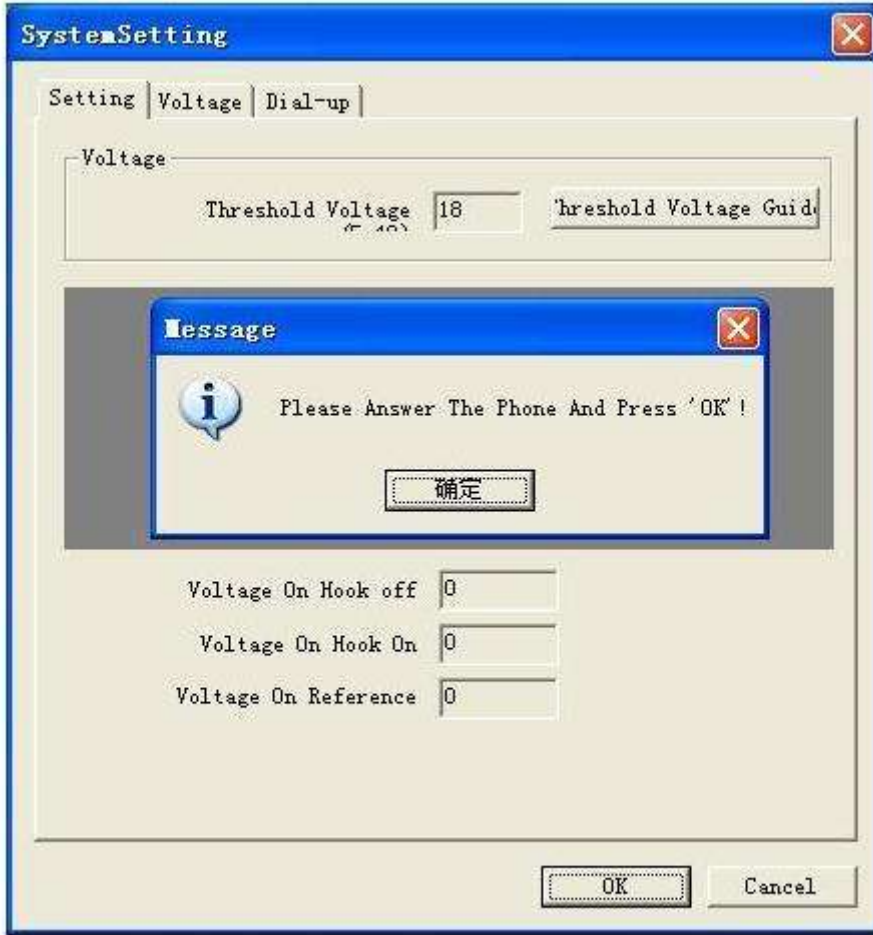 SystemSetting
Setting
Voltage
Dial-up
Voltage
Threshold Voltage
18
hreshold Voltage Guid
Message
Please Answer The Phone And Press 'OK'!
确定
Voltage On Hook off
0
Voltage On Hook On
0
Voltage On Reference
0
OK
Cancel